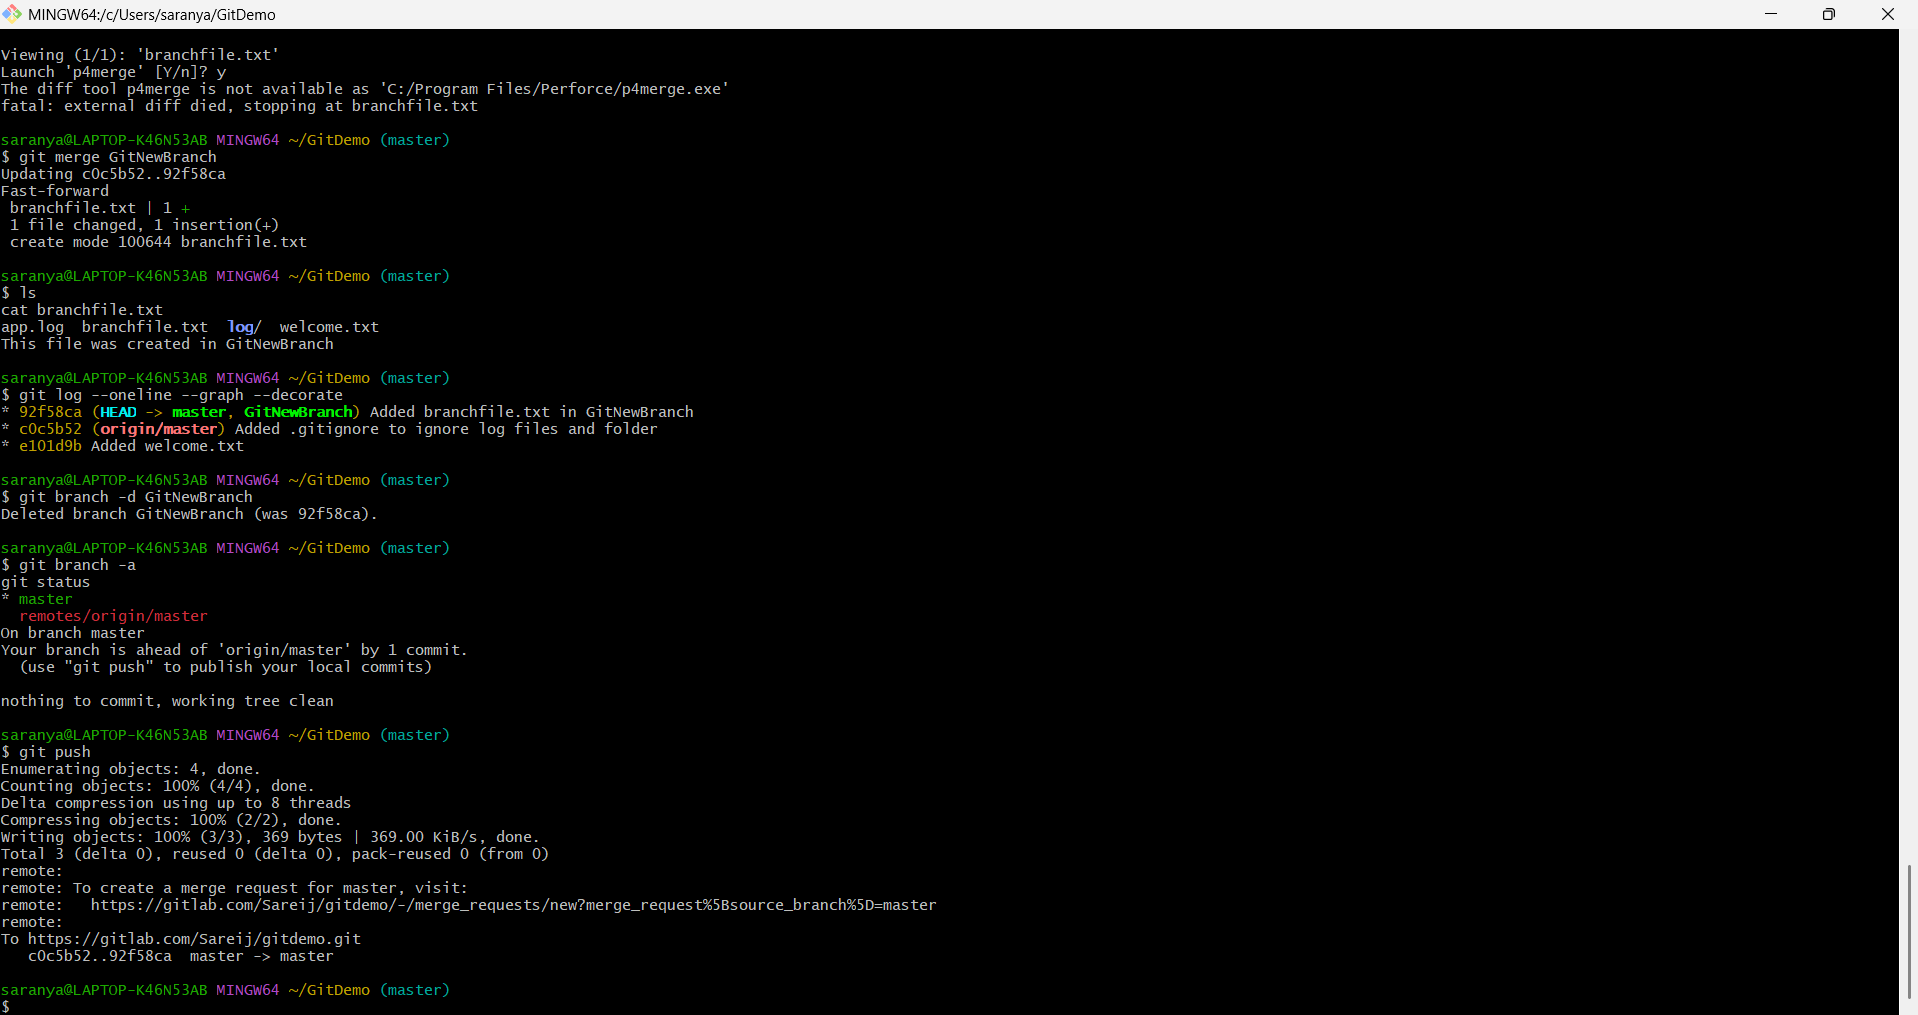 MINGW64:/c/Users/saranya/GitDemo
Viewing (1/1): 'branchfile.txt'
Launch 'p4merge' [Y/n]? y
The diff tool p4merge is not available as 'C:/Program Files/Perforce/p4merge.exe'
fatal: external diff died, stopping at branchfile.txt
saranya@LAPTOP-K46N53AB MINGW64 ~/GitDemo (master)
$ git merge GitNewBranch
Updating c0c5b52..92f58ca
Fast-forward
 branchfile.txt | 1 +
 1 file changed, 1 insertion(+)
 create mode 100644 branchfile.txt
saranya@LAPTOP-K46N53AB MINGW64 ~/GitDemo (master)
$ ls
cat branchfile.txt
app.log  branchfile.txt  log/  welcome.txt
This file was created in GitNewBranch
saranya@LAPTOP-K46N53AB MINGW64 ~/GitDemo (master)
$ git log --oneline --graph --decorate
* 92f58ca (HEAD -> master, GitNewBranch) Added branchfile.txt in GitNewBranch
* c0c5b52 (origin/master) Added .gitignore to ignore log files and folder
* e101d9b Added welcome.txt
saranya@LAPTOP-K46N53AB MINGW64 ~/GitDemo (master)
$ git branch -d GitNewBranch
Deleted branch GitNewBranch (was 92f58ca).
saranya@LAPTOP-K46N53AB MINGW64 ~/GitDemo (master)
$ git branch -a
git status
* master
  remotes/origin/master
On branch master
Your branch is ahead of 'origin/master' by 1 commit.
  (use "git push" to publish your local commits)
nothing to commit, working tree clean
saranya@LAPTOP-K46N53AB MINGW64 ~/GitDemo (master)
$ git push
Enumerating objects: 4, done.
Counting objects: 100% (4/4), done.
Delta compression using up to 8 threads
Compressing objects: 100% (2/2), done.
Writing objects: 100% (3/3), 369 bytes | 369.00 KiB/s, done.
Total 3 (delta 0), reused 0 (delta 0), pack-reused 0 (from 0)
remote:
remote: To create a merge request for master, visit:
remote:   https://gitlab.com/Sareij/gitdemo/-/merge_requests/new?merge_request%5Bsource_branch%5D=master
remote:
To https://gitlab.com/Sareij/gitdemo.git
   c0c5b52..92f58ca  master -> master
saranya@LAPTOP-K46N53AB MINGW64 ~/GitDemo (master)
$